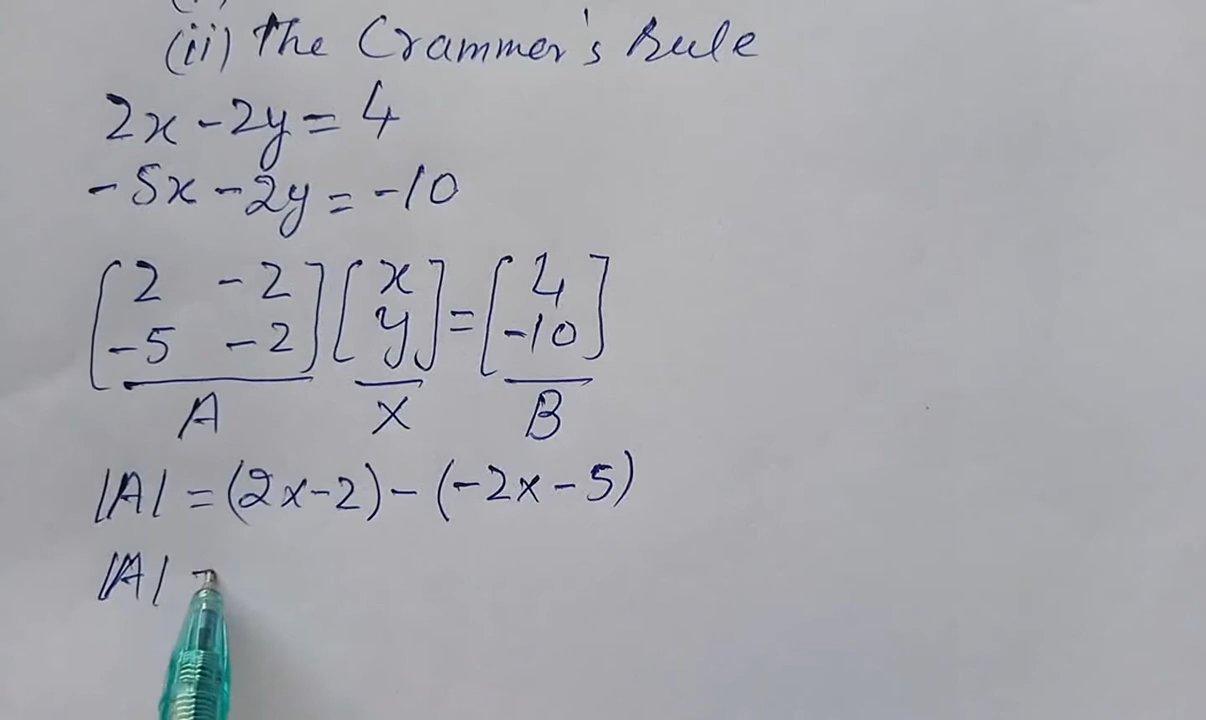 (ii) The Crammer's Rule
2x - 2y = 4
- 5x - 2y = -10
[2 -2] [x] = [4]
[-5 -2] [y] [-10]
A X B
|A| = (2x-2) - (-2x-5)
|A| =